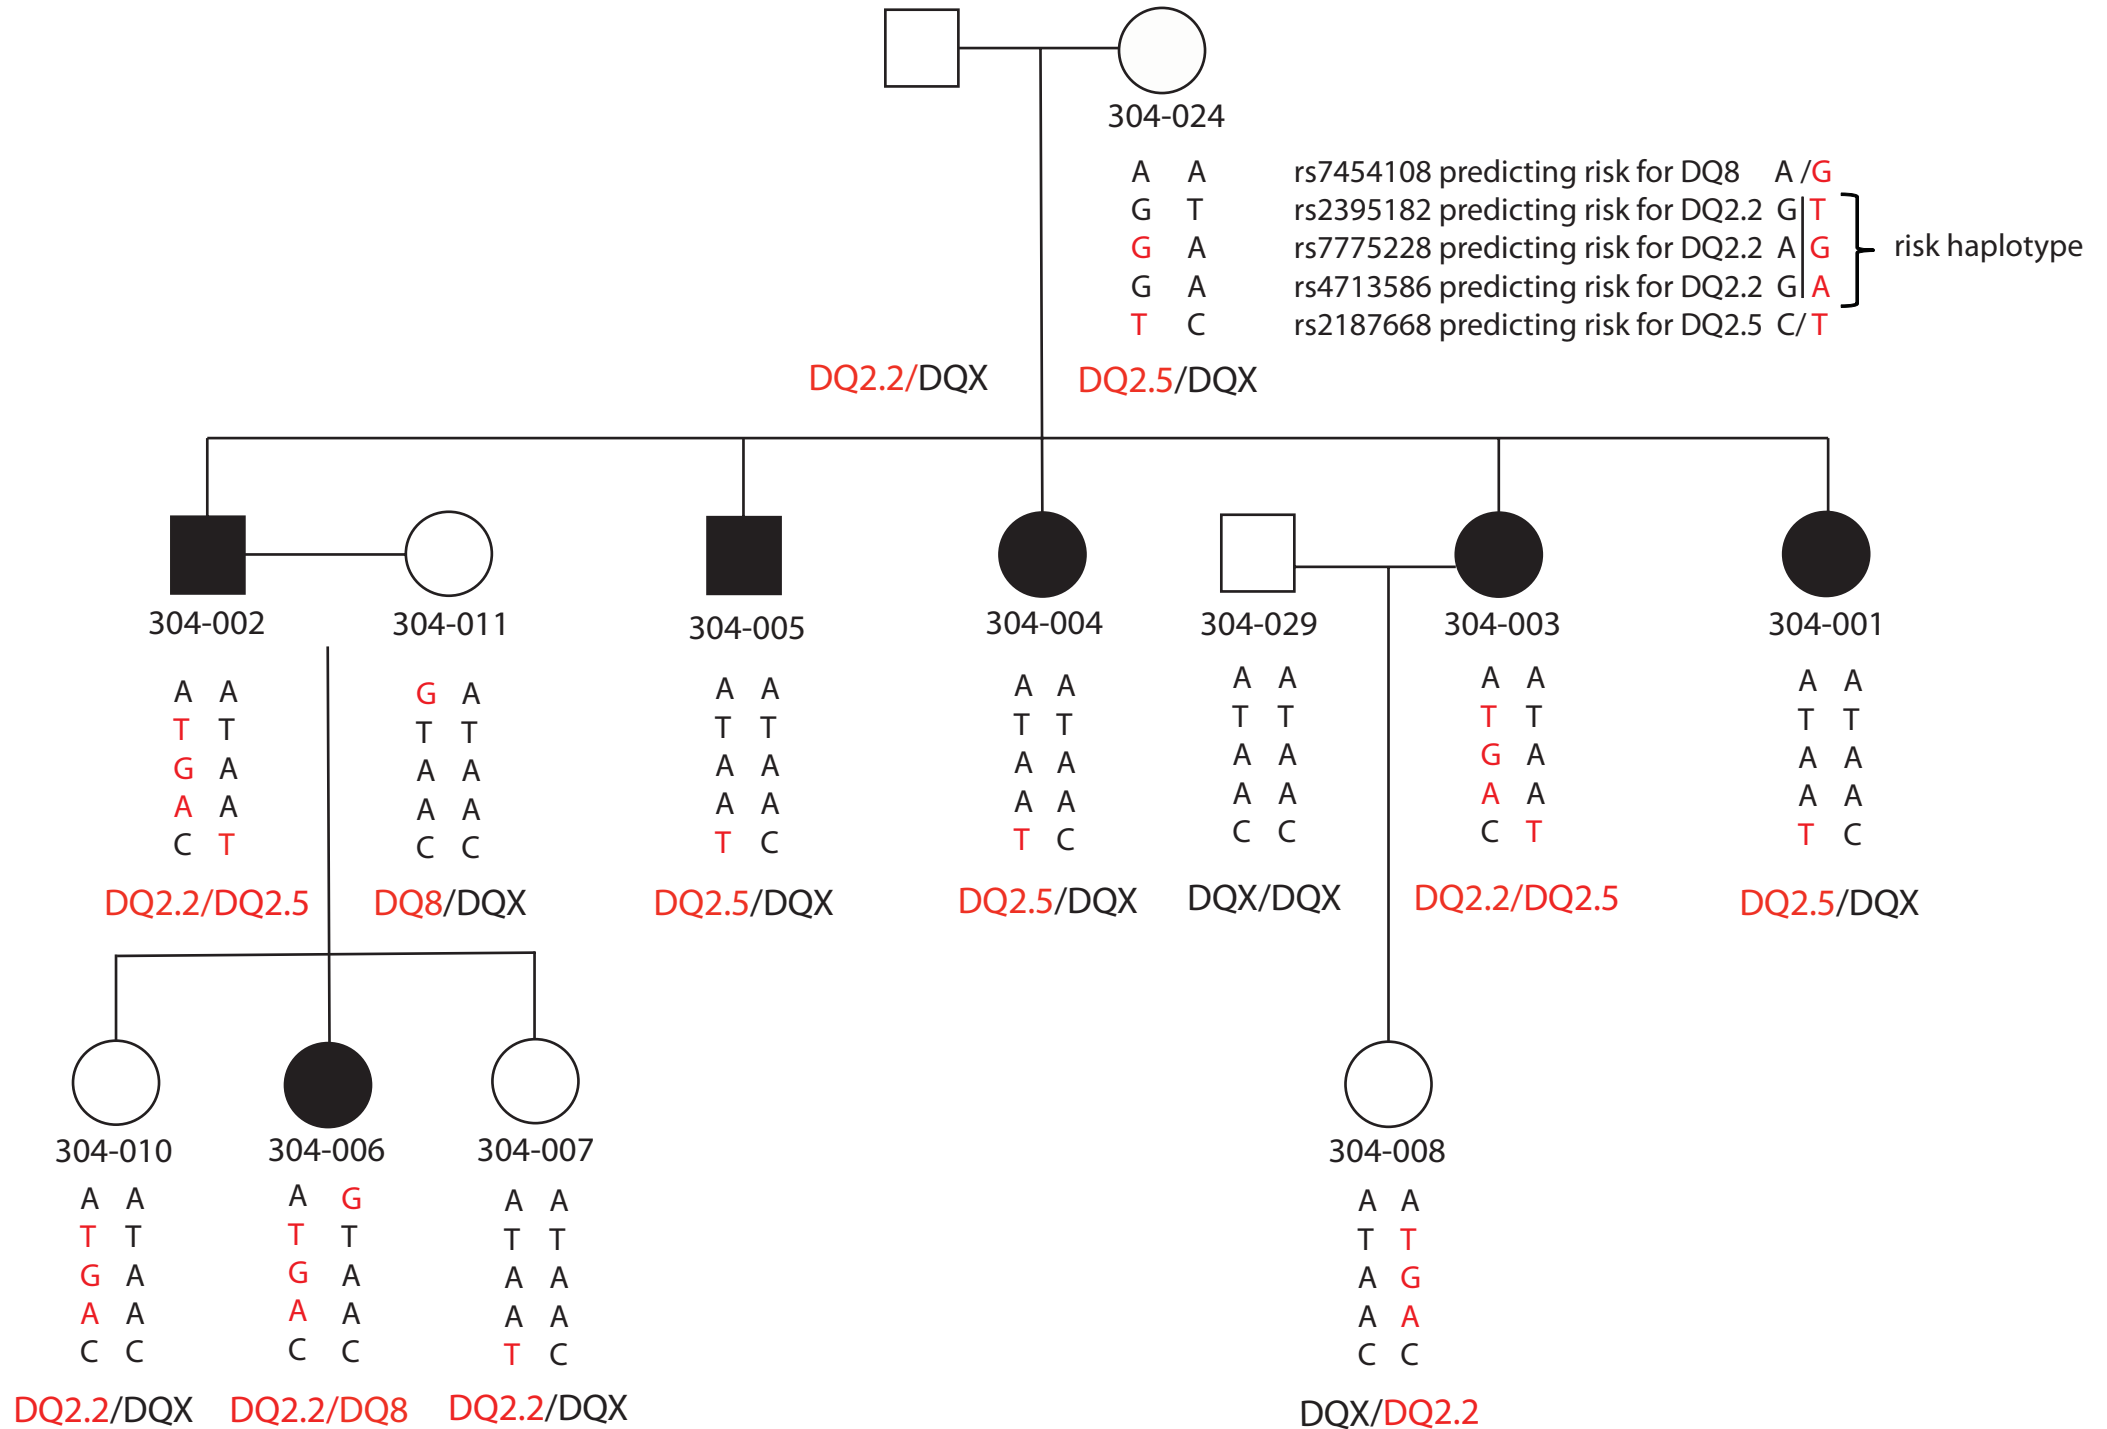 304-024
A A rs7454108 predicting risk for DQ8 A /G
G T rs2395182 predicting risk for DQ2.2 G T
G A rs7775228 predicting risk for DQ2.2 A G risk haplotype
G A rs4713586 predicting risk for DQ2.2 G A
T C rs2187668 predicting risk for DQ2.5 C/ T
DQ2.2/DQX DQ2.5/DQX
304-002 304-011 304-005 304-004 304-029 304-003 304-001
A A G A A A A A A A A A A A
T T T T T T T T T T T T T T
G A A A A A A A A A G A A A
A A A A A A A A A A A A A A
C T C C T C T C C C C T T C
DQ2.2/DQ2.5 DQ8/DQX DQ2.5/DQX DQ2.5/DQX DQX/DQX DQ2.2/DQ2.5 DQ2.5/DQX
304-010 304-006 304-007 304-008
A A A G A A A A
T T T T T T T T
G A G A A A A G
A A A A A A A A
C C C C T C C C
DQ2.2/DQX DQ2.2/DQ8 DQ2.2/DQX DQX/DQ2.2